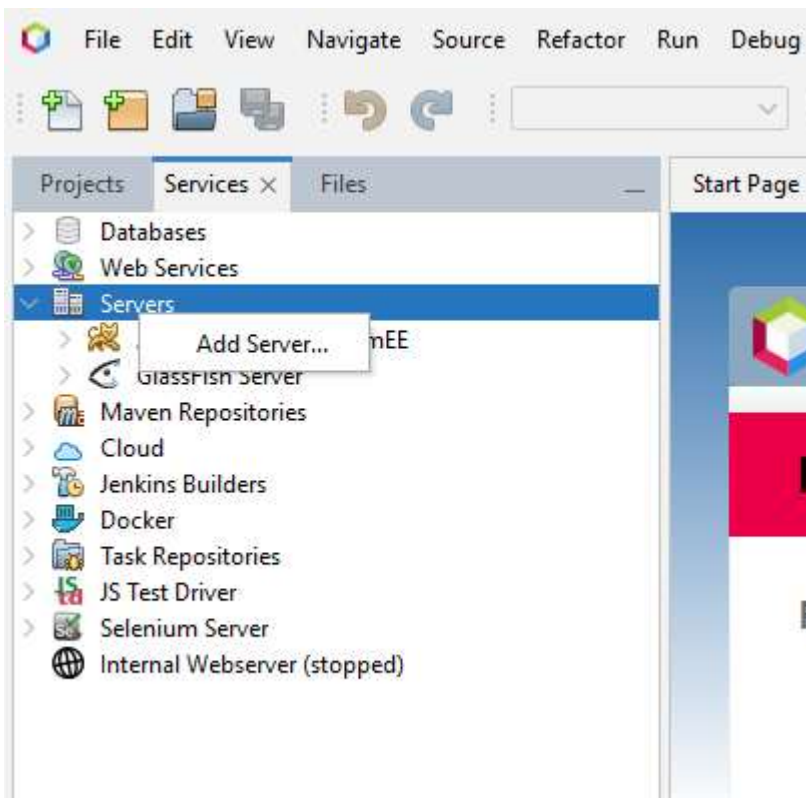 File Edit View Navigate Source Refactor Run Debug
Projects Services × Files
Start Page
Databases
Web Services
Servers
Add Server...
mEE
GlassFish Server
Maven Repositories
Cloud
Jenkins Builders
Docker
Task Repositories
JS Test Driver
Selenium Server
Internal Webserver (stopped)